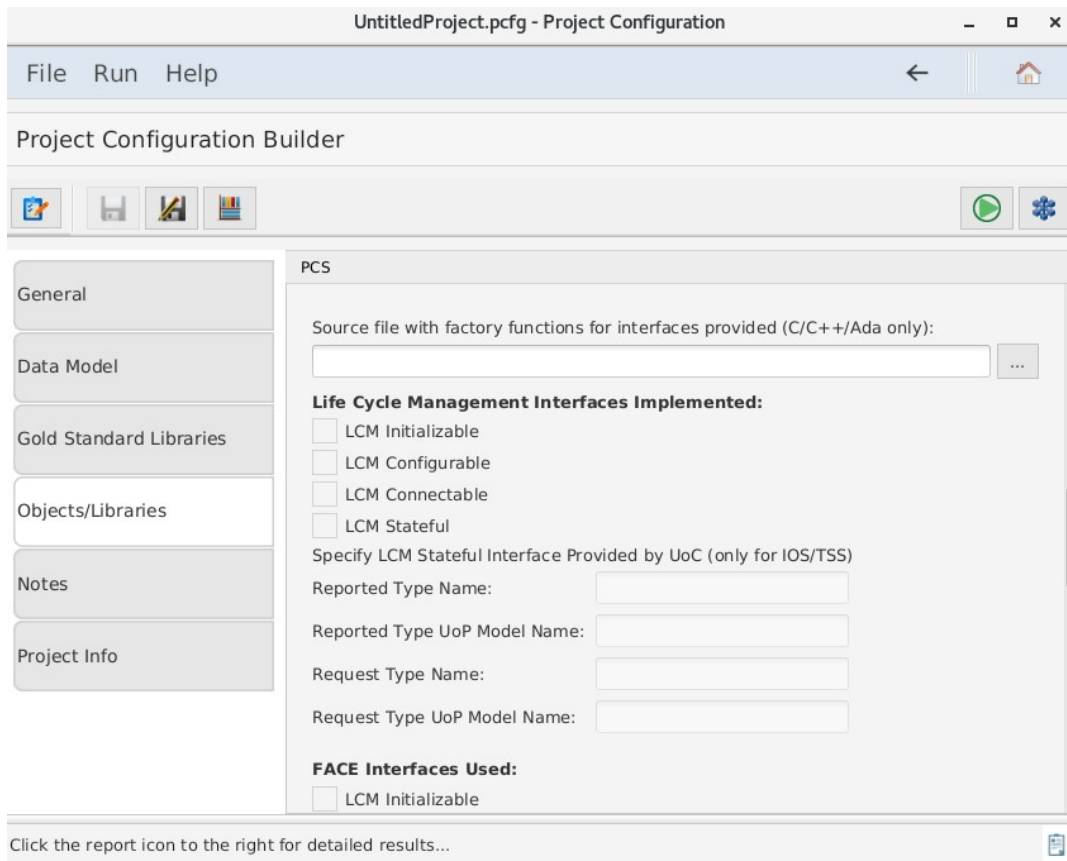 UntitledProject.pcfg - Project Configuration
File Run Help
Project Configuration Builder
General
Data Model
Gold Standard Libraries
Objects/Libraries
Notes
Project Info
PCS
Source file with factory functions for interfaces provided (C/C++/Ada only):
...
Life Cycle Management Interfaces Implemented:
LCM Initializable
LCM Configurable
LCM Connectable
LCM Stateful
Specify LCM Stateful Interface Provided by UoC (only for IOS/TSS)
Reported Type Name:
Reported Type UoP Model Name:
Request Type Name:
Request Type UoP Model Name:
FACE Interfaces Used:
LCM Initializable
Click the report icon to the right for detailed results...